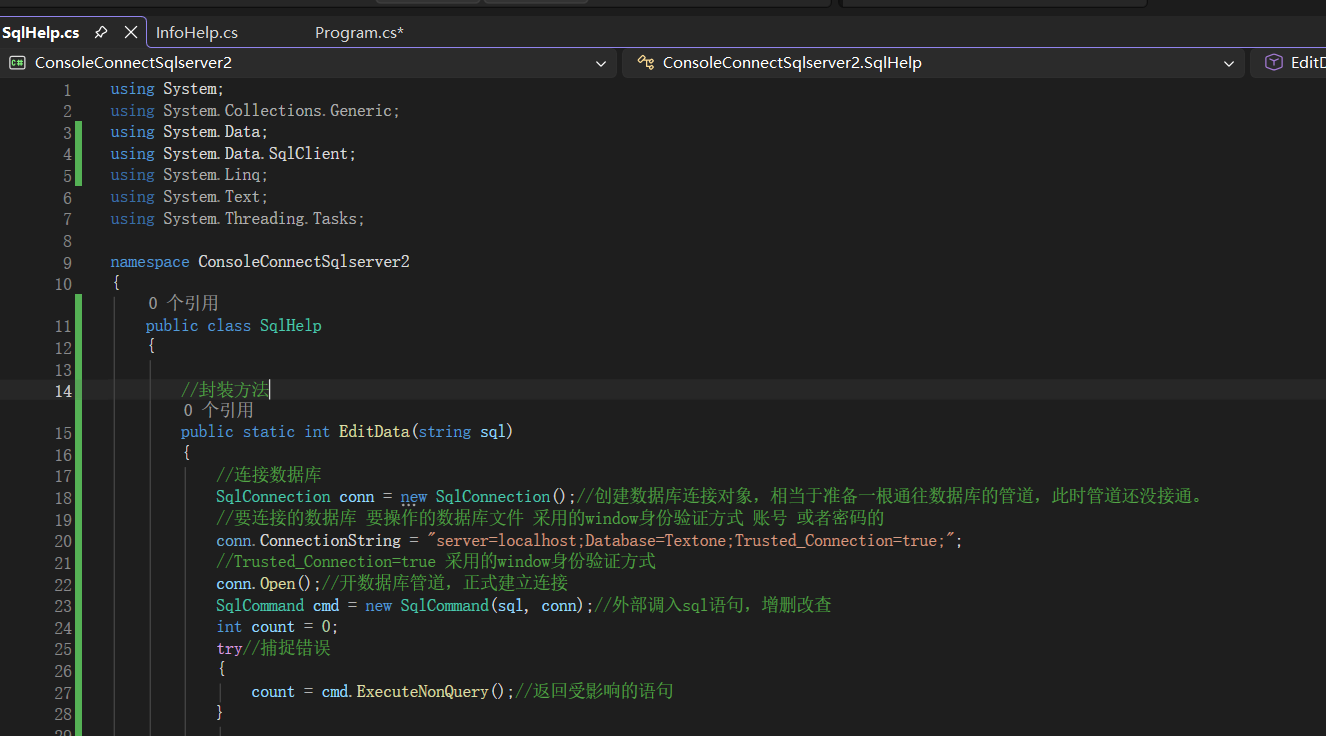 SqlHelp.cs InfoHelp.cs Program.cs*
C# ConsoleConnectSqlserver2 ConsoleConnectSqlserver2.SqlHelp EditD
1 using System;
2 using System.Collections.Generic;
3 using System.Data;
4 using System.Data.SqlClient;
5 using System.Linq;
6 using System.Text;
7 using System.Threading.Tasks;
8
9 namespace ConsoleConnectSqlserver2
10 {
0 个引用
11 public class SqlHelp
12 {
13
14 //封装方法
0 个引用
15 public static int EditData(string sql)
16 {
17 //连接数据库
18 SqlConnection conn = new SqlConnection();//创建数据库连接对象，相当于准备一根通往数据库的管道，此时管道还没接通。
19 //要连接的数据库 要操作的数据库文件 采用的window身份验证方式 账号 或者密码的
20 conn.ConnectionString = "server=localhost;Database=Textone;Trusted_Connection=true;";
21 //Trusted_Connection=true 采用的window身份验证方式
22 conn.Open();//开数据库管道，正式建立连接
23 SqlCommand cmd = new SqlCommand(sql, conn);//外部调入sql语句，增删改查
24 int count = 0;
25 try//捕捉错误
26 {
27 count = cmd.ExecuteNonQuery();//返回受影响的语句
28 }
29